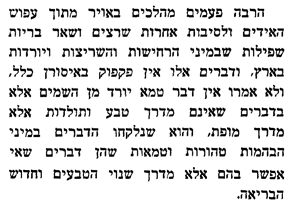 הרבה פעמים מהלכים באויר מתוך עפוש
האידים ולסיבות אחרות שרצים ושאר בריות
שפילות שבמיני הרחישות והשריצות ויורדות
בארץ, ודברים אלו אין פקפוק באיסורן כלל,
ולא אמרו אין דבר טמא יורד מן השמים אלא
בדברים שאינם מדרך טבע ותולדות אלא
מדרך מופת, והוא שנלקחו הדברים במיני
הבהמות טהורות וטמאות שהן דברים שאי
אפשר בהם אלא מדרך שנוי הטבעים וחדוש
הבריאה.